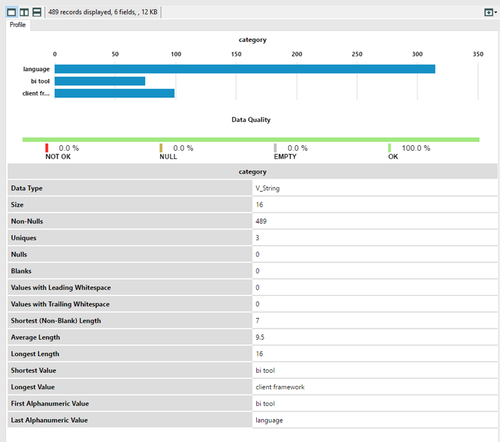 489 records displayed, 6 fields, , 12 KB
Profile
category
0 50 100 150 200 250 300 350
language
bi tool
client fr...
Data Quality
0.0 % 0.0 % 0.0 % 100.0 %
NOT OK NULL EMPTY OK
category
Data Type V_String
Size 16
Non-Nulls 489
Uniques 3
Nulls 0
Blanks 0
Values with Leading Whitespace 0
Values with Trailing Whitespace 0
Shortest (Non-Blank) Length 7
Average Length 9.5
Longest Length 16
Shortest Value bi tool
Longest Value client framework
First Alphanumeric Value bi tool
Last Alphanumeric Value language